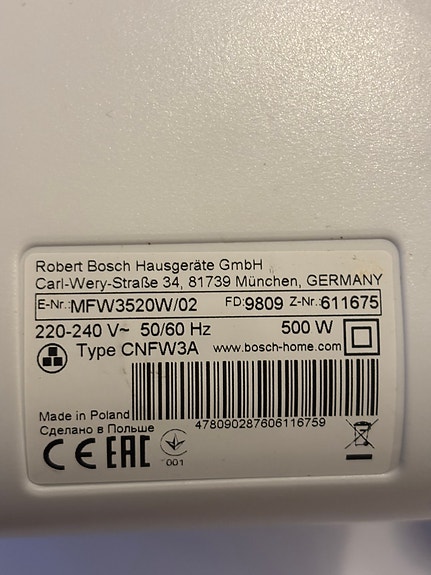 Robert Bosch Hausgeräte GmbH
Carl-Wery-Straße 34, 81739 München, GERMANY
E-Nr.: MFW3520W/02 FD: 9809 Z-Nr.: 611675
220-240 V~ 50/60 Hz 500 W
Type CNFW3A www.bosch-home.com
Made in Poland
Сделано в Польше
478090287606116759
CE EAC 001